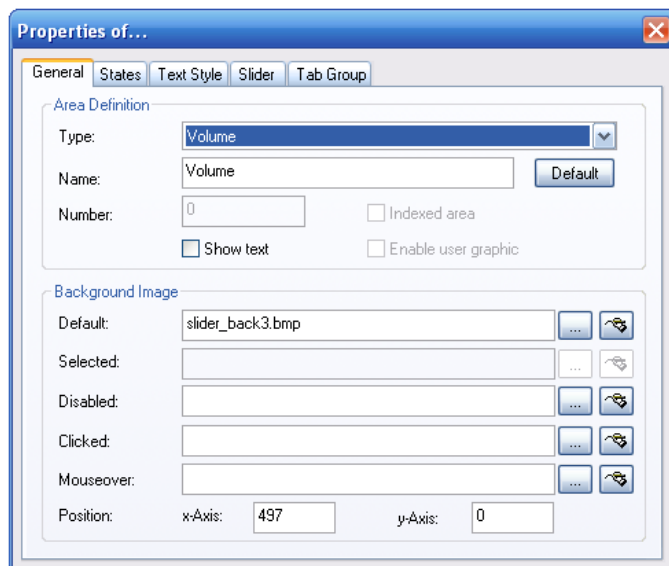 Properties of...
General States Text Style Slider Tab Group
Area Definition
Type: Volume
Name: Volume Default
Number: 0 Indexed area
Show text Enable user graphic
Background Image
Default: slider_back3.bmp ...
Selected: ...
Disabled: ...
Clicked: ...
Mouseover: ...
Position: x-Axis: 497 y-Axis: 0